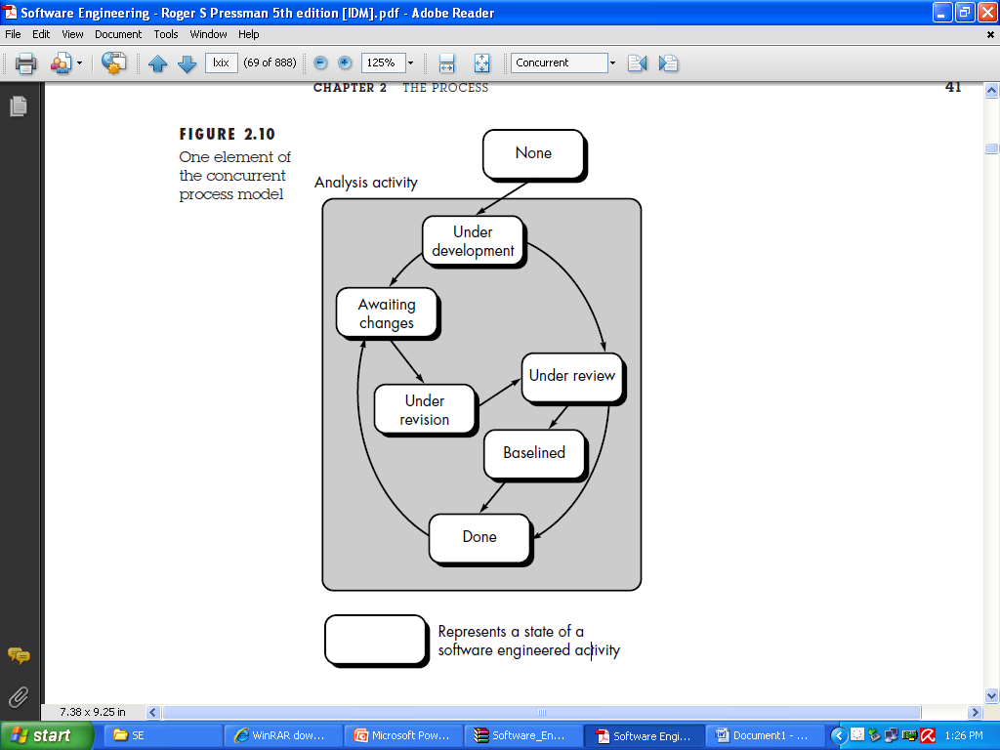 Software Engineering - Roger S Pressman 5th edition [IDM].pdf - Adobe Reader
File Edit View Document Tools Window Help
lxix (69 of 888) 125% Concurrent
CHAPTER 2 THE PROCESS 41
FIGURE 2.10
One element of
the concurrent
process model
None
Analysis activity
Under
development
Awaiting
changes
Under review
Under
revision
Baselined
Done
Represents a state of a
software engineered activity
7.38 x 9.25 in
start SE WinRAR dow... Microsoft Pow... Software_En... Software Engi... Document1 - ... 1:26 PM